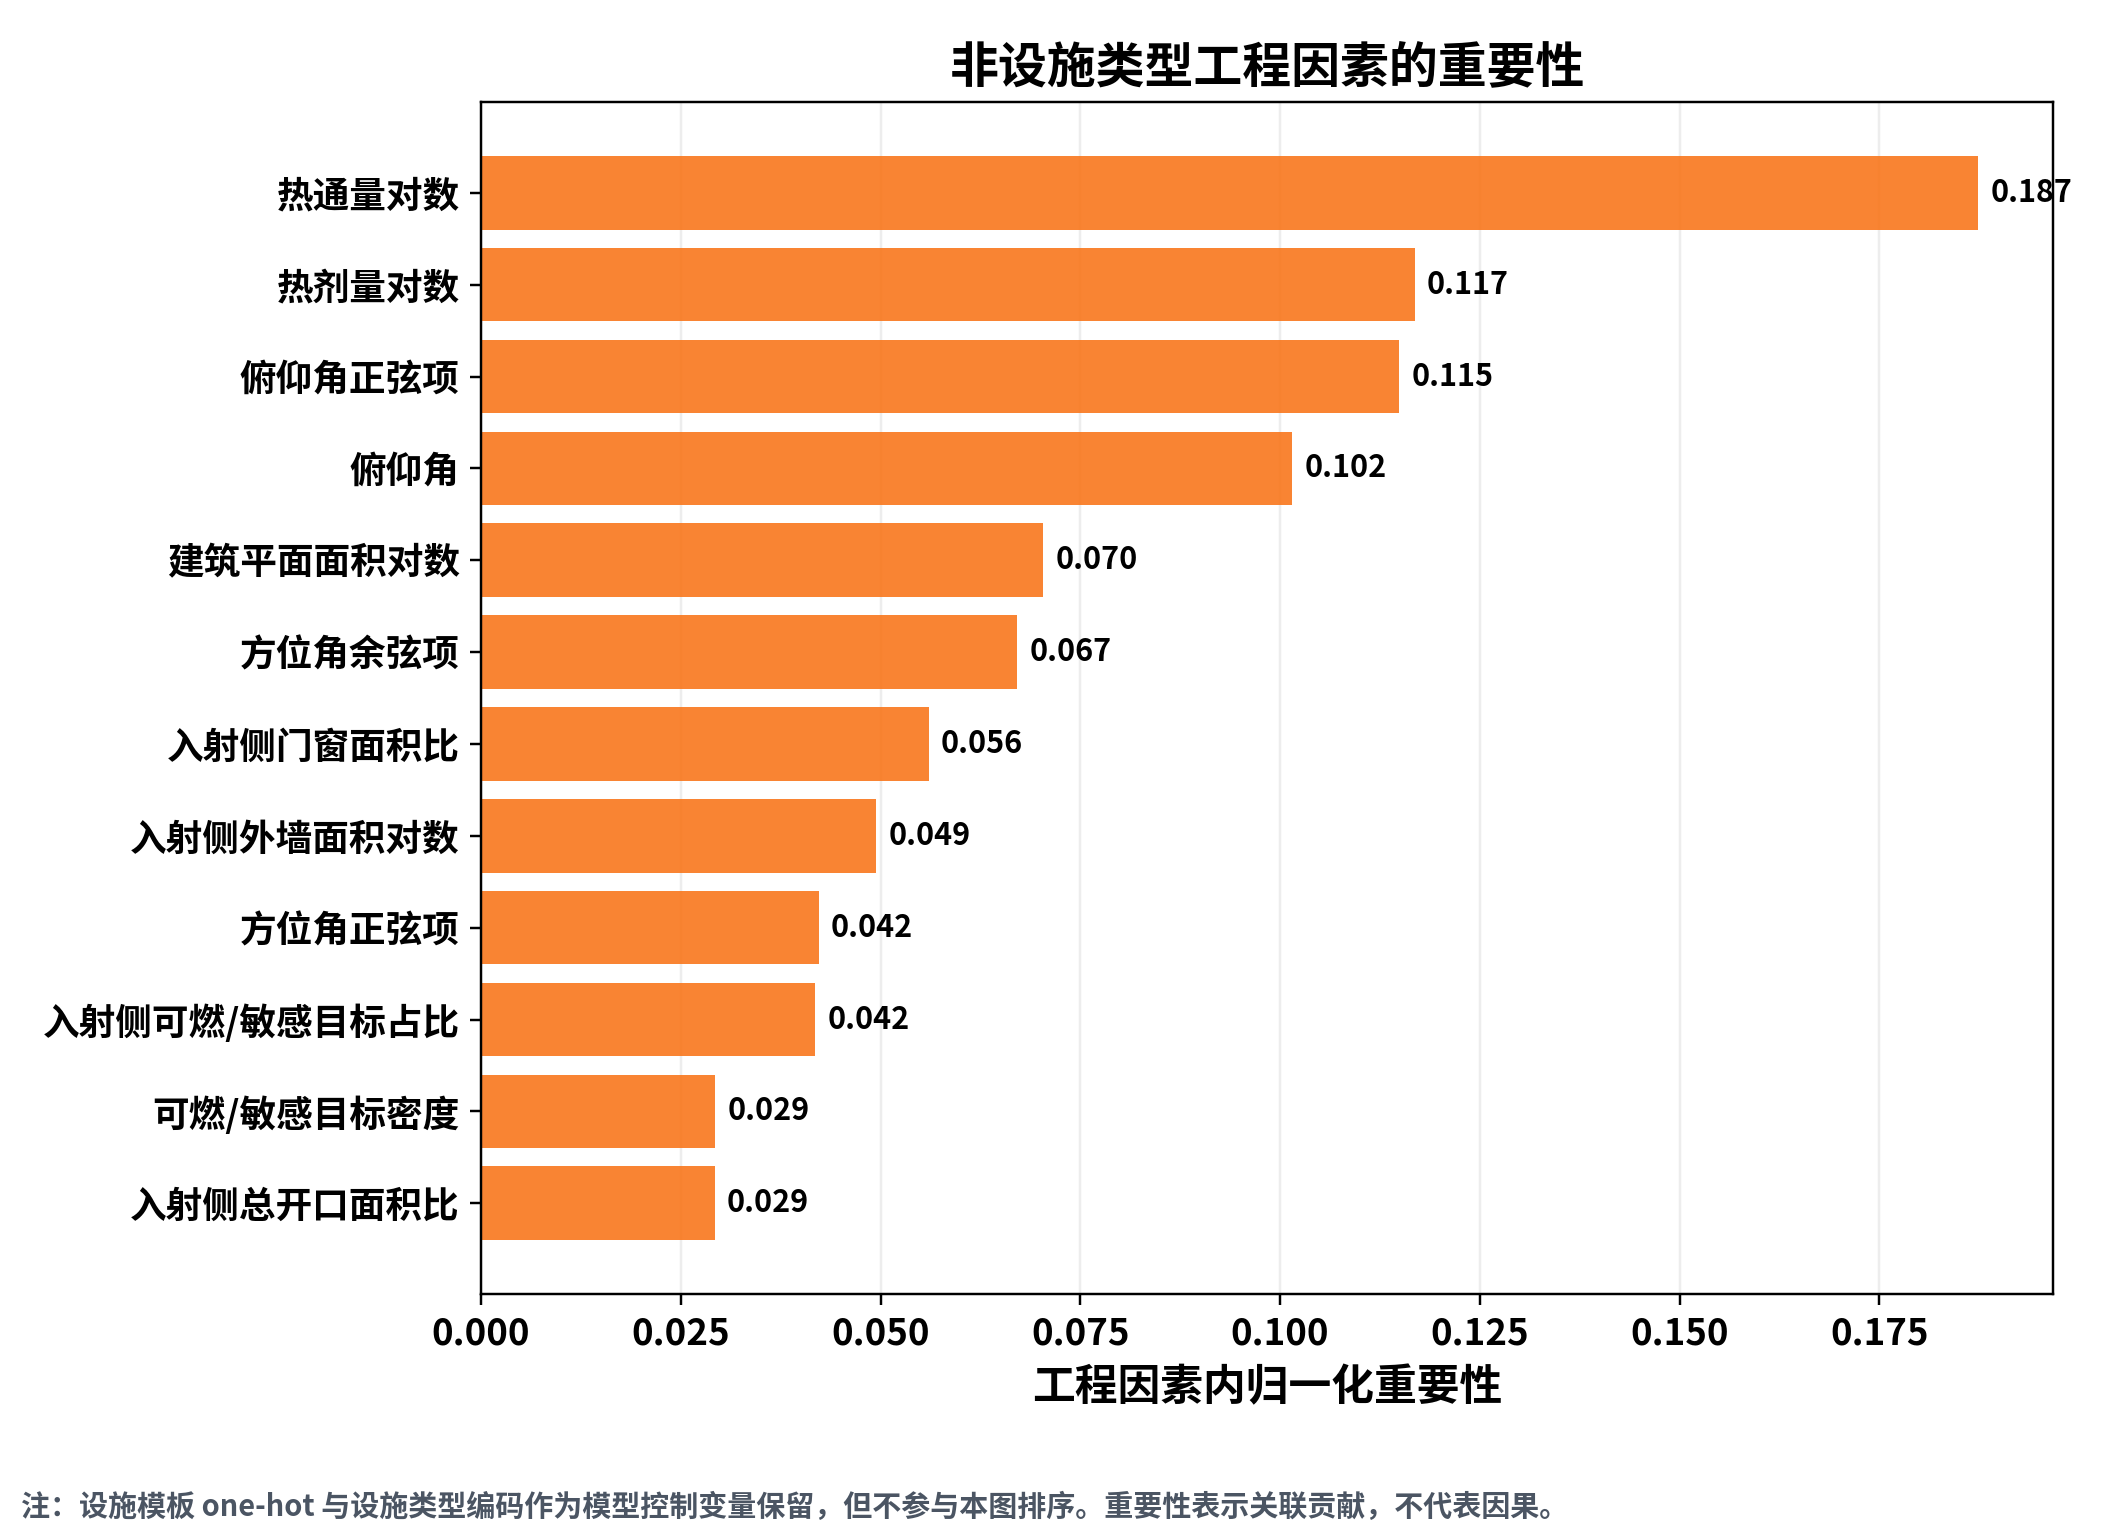 非设施类型工程因素的重要性
热通量对数 0.187
热剂量对数 0.117
俯仰角正弦项 0.115
俯仰角 0.102
建筑平面面积对数 0.070
方位角余弦项 0.067
入射侧门窗面积比 0.056
入射侧外墙面积对数 0.049
方位角正弦项 0.042
入射侧可燃/敏感目标占比 0.042
可燃/敏感目标密度 0.029
入射侧总开口面积比 0.029
0.000 0.025 0.050 0.075 0.100 0.125 0.150 0.175
工程因素内归一化重要性
注：设施模板 one-hot 与设施类型编码作为模型控制变量保留，但不参与本图排序。重要性表示关联贡献，不代表因果。